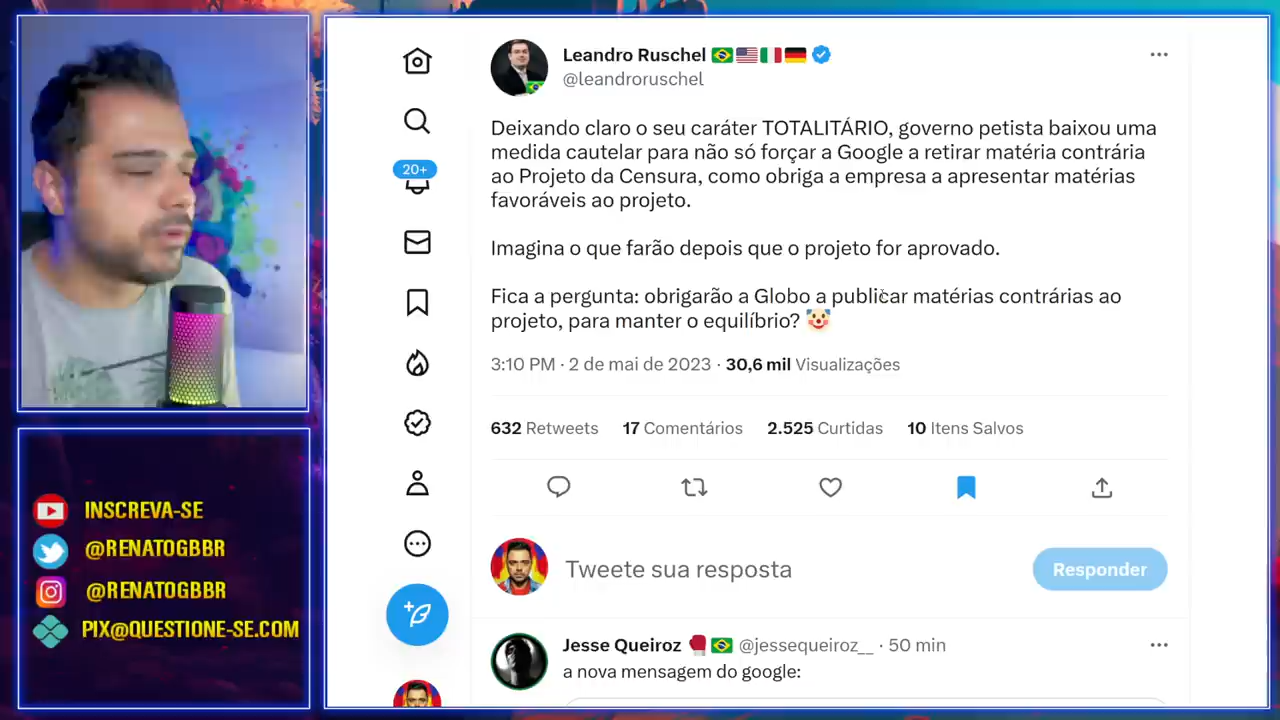 Leandro Ruschel
@leandroruschel
Deixando claro o seu caráter TOTALITÁRIO, governo petista baixou uma
medida cautelar para não só forçar a Google a retirar matéria contrária
ao Projeto da Censura, como obriga a empresa a apresentar matérias
favoráveis ao projeto.
Imagina o que farão depois que o projeto for aprovado.
Fica a pergunta: obrigarão a Globo a publicar matérias contrárias ao
projeto, para manter o equilíbrio? 🤡
3:10 PM · 2 de mai de 2023 · 30,6 mil Visualizações
632 Retweets 17 Comentários 2.525 Curtidas 10 Itens Salvos
Tweete sua resposta
Responder
Jesse Queiroz 🥊🇧🇷 @jessequeiroz__ · 50 min
a nova mensagem do google:
20+
INSCREVA-SE
@RENATOGBBR
@RENATOGBBR
PIX@QUESTIONE-SE.COM